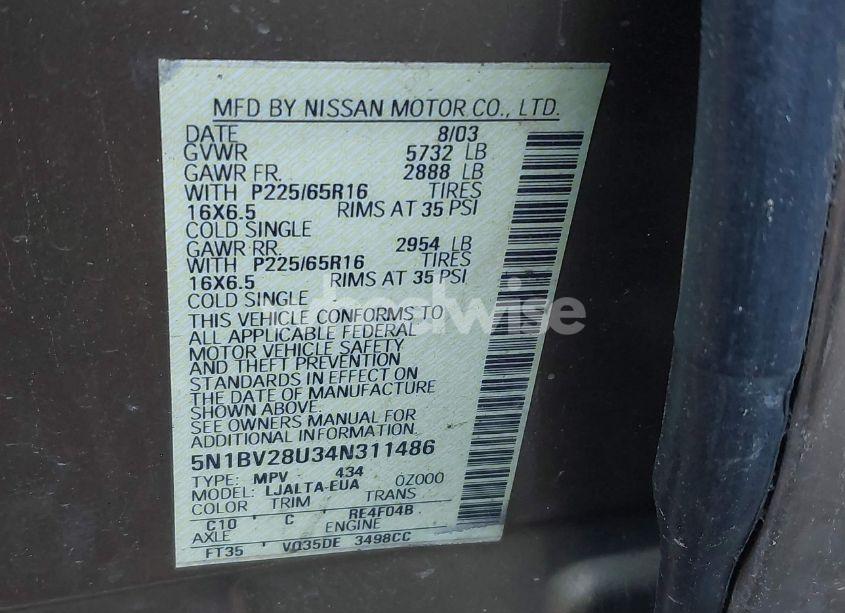 MFD BY NISSAN MOTOR CO., LTD.
DATE 8/03
GVWR 5732 LB
GAWR FR. 2888 LB
WITH P225/65R16 TIRES
16X6.5 RIMS AT 35 PSI
COLD SINGLE
GAWR RR. 2954 LB
WITH P225/65R16 TIRES
16X6.5 RIMS AT 35 PSI
COLD SINGLE
THIS VEHICLE CONFORMS TO
ALL APPLICABLE FEDERAL
MOTOR VEHICLE SAFETY
AND THEFT PREVENTION
STANDARDS IN EFFECT ON
THE DATE OF MANUFACTURE
SHOWN ABOVE.
SEE OWNERS MANUAL FOR
ADDITIONAL INFORMATION
5N1BV28U34N311486
TYPE: MPV 434
MODEL: LJALTA-EUA 0Z000
COLOR TRIM TRANS
C10 C RE4F04B
AXLE ENGINE
FT35 VQ35DE 3498CC